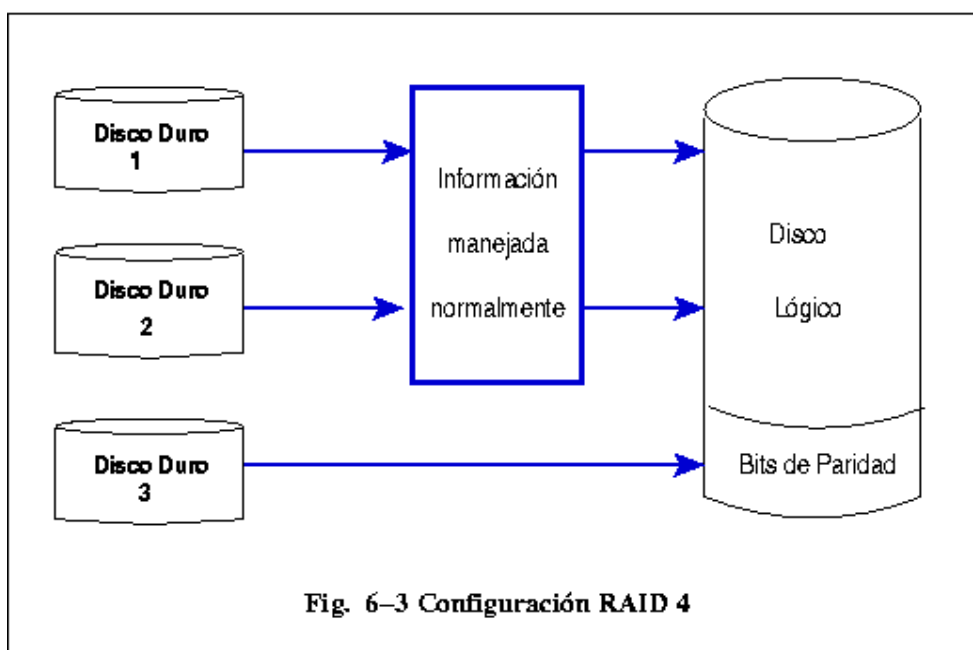 Disco Duro
1
Disco Duro
2
Disco Duro
3
Información
manejada
normalmente
Disco
Lógico
Bits de Paridad
Fig. 6–3 Configuración RAID 4